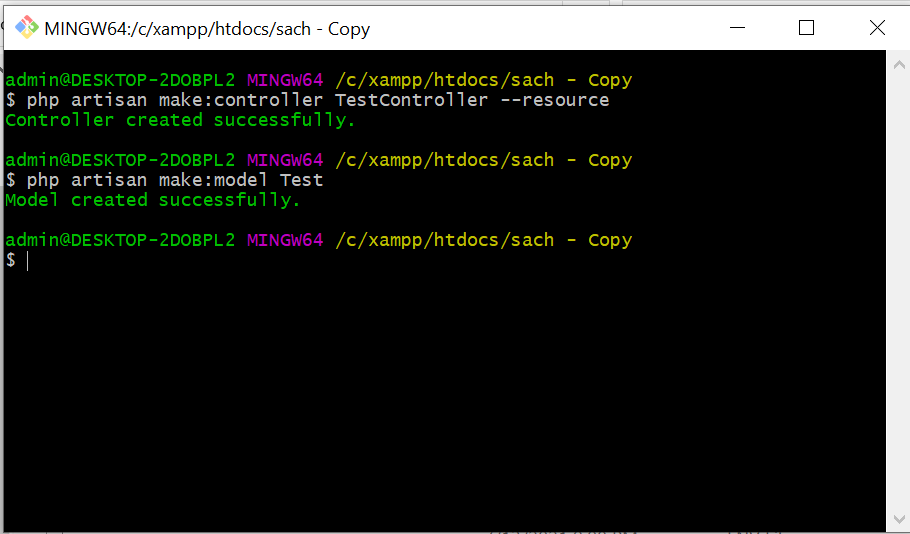 MINGW64:/c/xampp/htdocs/sach - Copy
admin@DESKTOP-2DOBPL2 MINGW64 /c/xampp/htdocs/sach - Copy
$ php artisan make:controller TestController --resource
Controller created successfully.
admin@DESKTOP-2DOBPL2 MINGW64 /c/xampp/htdocs/sach - Copy
$ php artisan make:model Test
Model created successfully.
admin@DESKTOP-2DOBPL2 MINGW64 /c/xampp/htdocs/sach - Copy
$